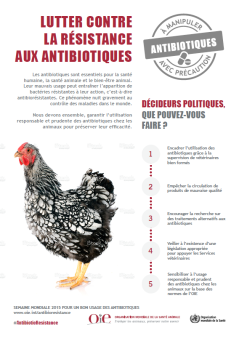 LUTTER CONTRE
LA RÉSISTANCE
AUX ANTIBIOTIQUES
Les antibiotiques sont essentiels pour la santé
humaine, la santé animale et le bien-être animal.
Leur mauvais usage peut entraîner l'apparition de
bactéries résistantes à leur action, c'est-à-dire
antibiorésistantes. Ce phénomène nuit gravement au
contrôle des maladies dans le monde.
Nous devons ensemble, garantir l'utilisation
responsable et prudente des antibiotiques chez les
animaux pour préserver leur efficacité.
À MANIPULER
ANTIBIOTIQUES
AVEC PRÉCAUTION
DÉCIDEURS POLITIQUES,
QUE POUVEZ-VOUS
FAIRE ?
1
Encadrer l'utilisation des
antibiotiques grâce à la
supervision de vétérinaires
bien formés
2
Empêcher la circulation de
produits de mauvaise qualité
3
Encourager la recherche sur
des traitements alternatifs aux
antibiotiques
4
Veiller à l'existence d'une
législation appropriée
pour appuyer les Services
vétérinaires
5
Sensibiliser à l'usage
responsable et prudent
des antibiotiques chez les
animaux sur la base des
normes de l'OIE
SEMAINE MONDIALE 2015 POUR UN BON USAGE DES ANTIBIOTIQUES
www.oie.int/antibiorésistance
#AntibioticResistance
Oie
ORGANISATION MONDIALE DE LA SANTÉ ANIMALE
Protéger les animaux, préserver notre avenir
Organisation
mondiale de la Santé